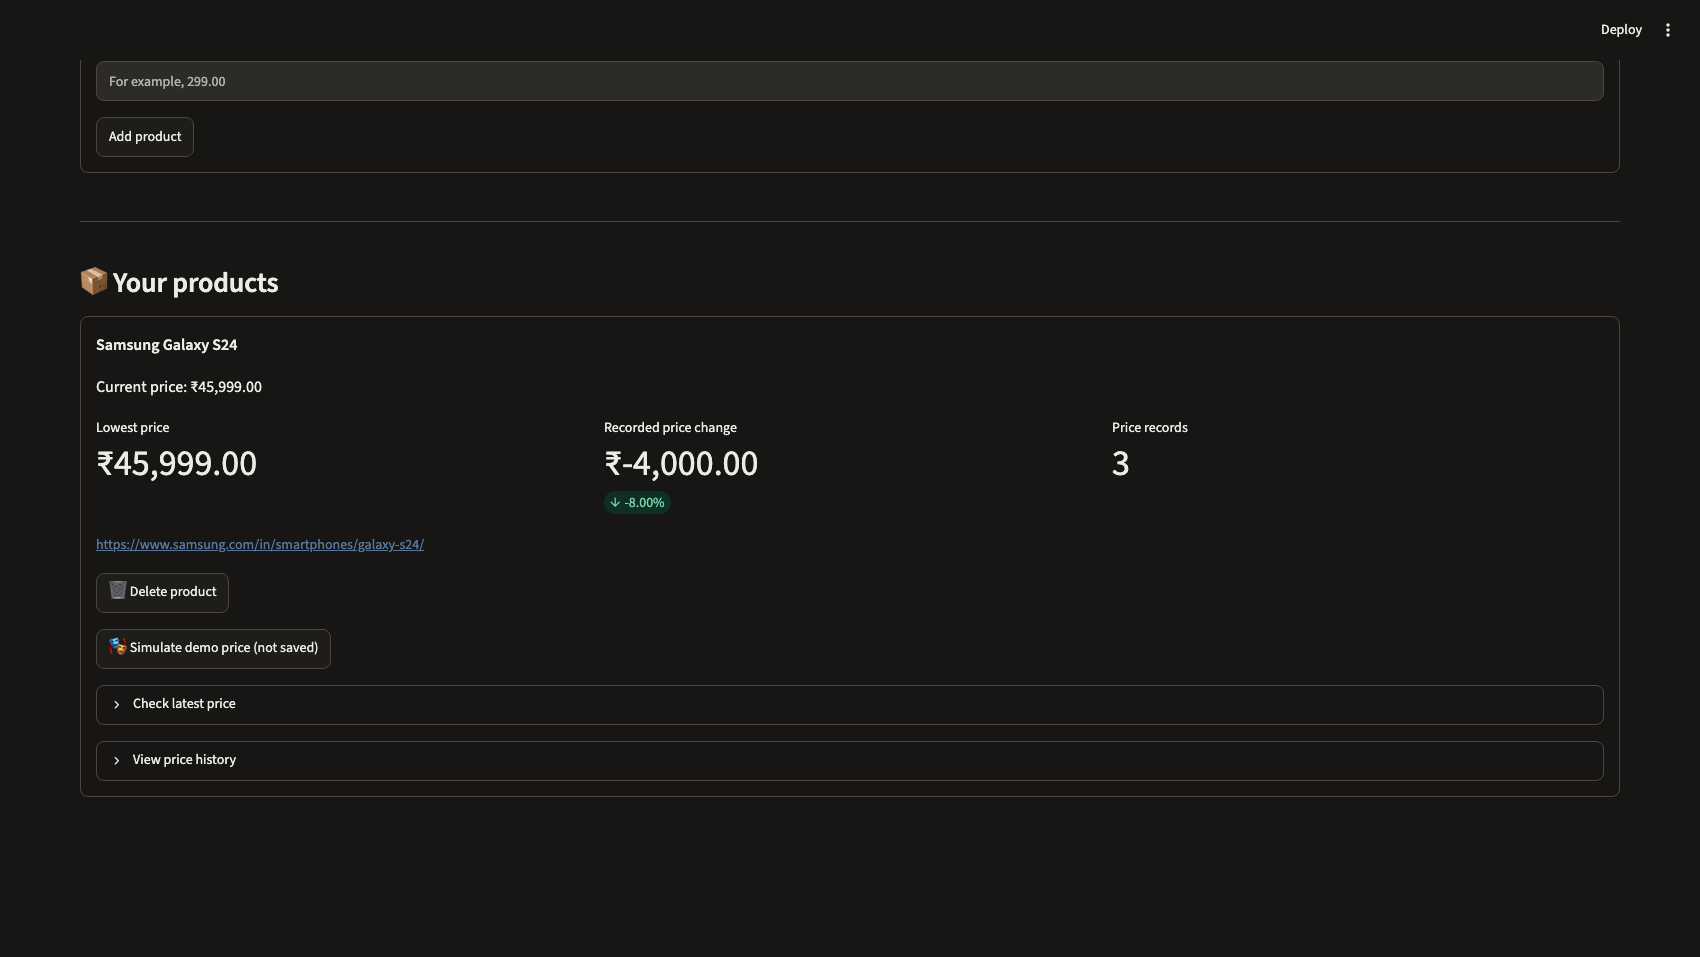 Deploy
For example, 299.00
Add product
Your products
Samsung Galaxy S24
Current price: ₹45,999.00
Lowest price
Recorded price change
Price records
₹45,999.00
₹-4,000.00
3
-8.00%
https://www.samsung.com/in/smartphones/galaxy-s24/
Delete product
Simulate demo price (not saved)
Check latest price
View price history